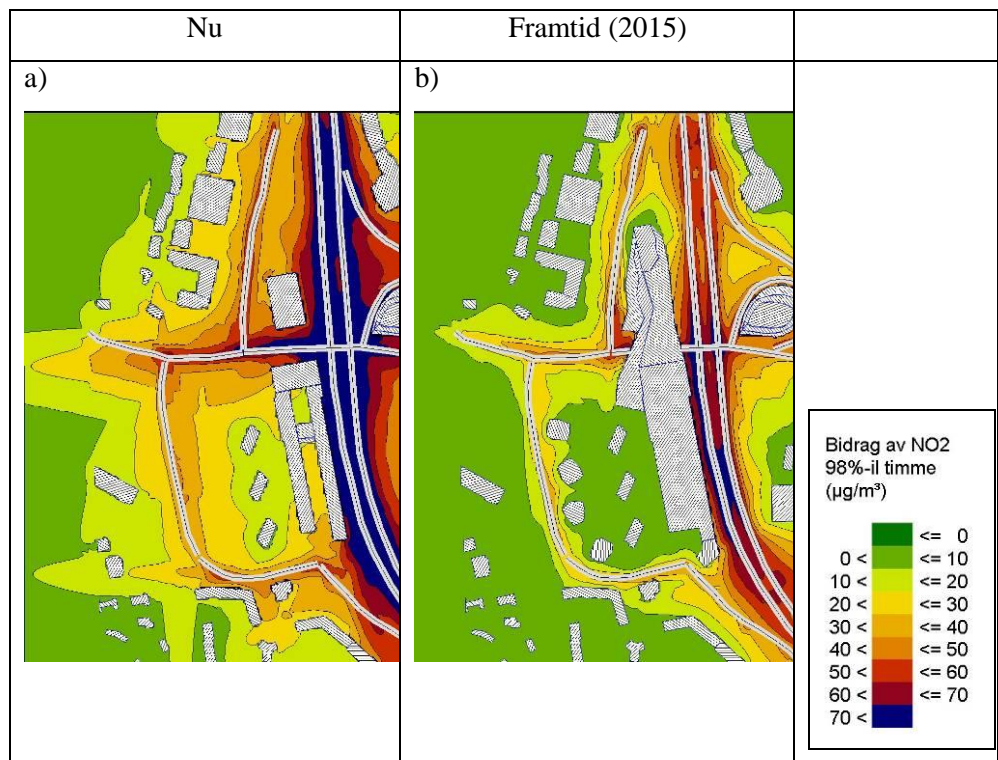 Nu
Framtid (2015)
a)
b)
Bidrag av NO2
98%-il timme
(µg/m³)
<= 0
0 < <= 10
10 < <= 20
20 < <= 30
30 < <= 40
40 < <= 50
50 < <= 60
60 < <= 70
70 <